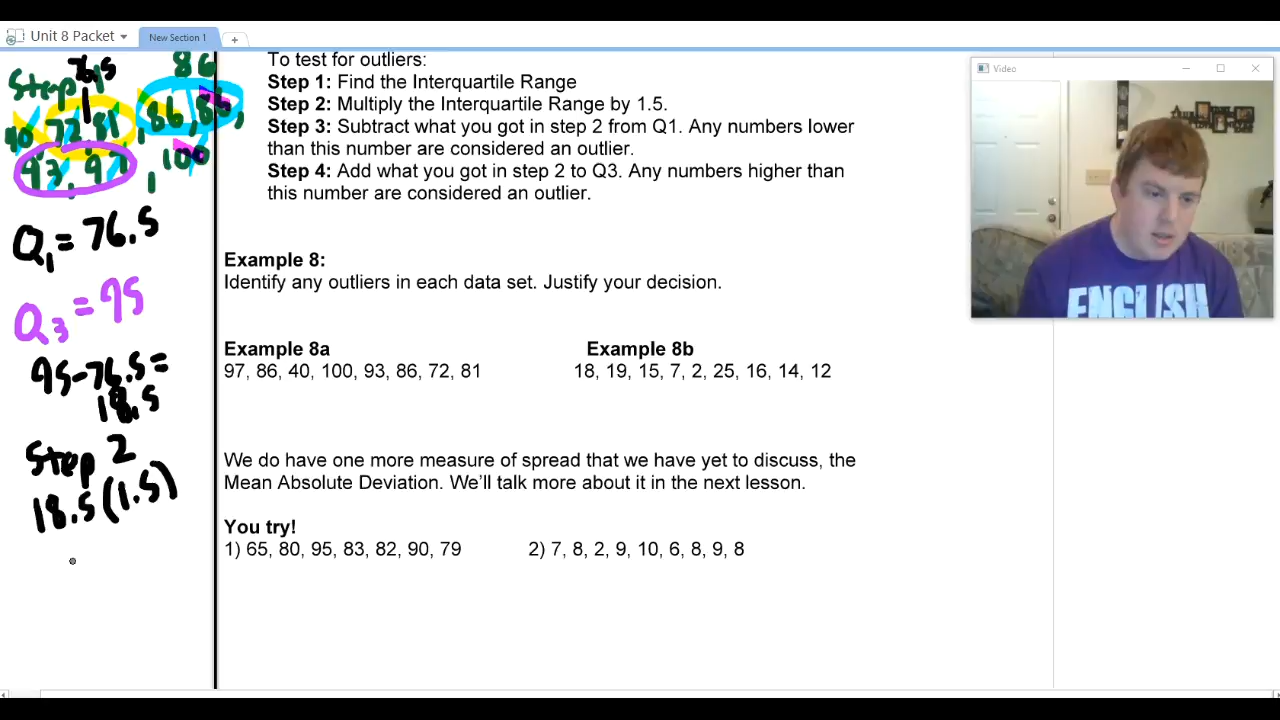 Unit 8 Packet
New Section 1
Video
Step 1
76.5
86
40, 72, 81, 86, 86,
93, 97, 100
Q1 = 76.5
Q3 = 95
95-76.5=
18.5
Step 2
18.5(1.5)
To test for outliers:
Step 1: Find the Interquartile Range
Step 2: Multiply the Interquartile Range by 1.5.
Step 3: Subtract what you got in step 2 from Q1. Any numbers lower
than this number are considered an outlier.
Step 4: Add what you got in step 2 to Q3. Any numbers higher than
this number are considered an outlier.
Example 8:
Identify any outliers in each data set. Justify your decision.
Example 8a
97, 86, 40, 100, 93, 86, 72, 81
Example 8b
18, 19, 15, 7, 2, 25, 16, 14, 12
We do have one more measure of spread that we have yet to discuss, the
Mean Absolute Deviation. We’ll talk more about it in the next lesson.
You try!
1) 65, 80, 95, 83, 82, 90, 79
2) 7, 8, 2, 9, 10, 6, 8, 9, 8
ENGLISH